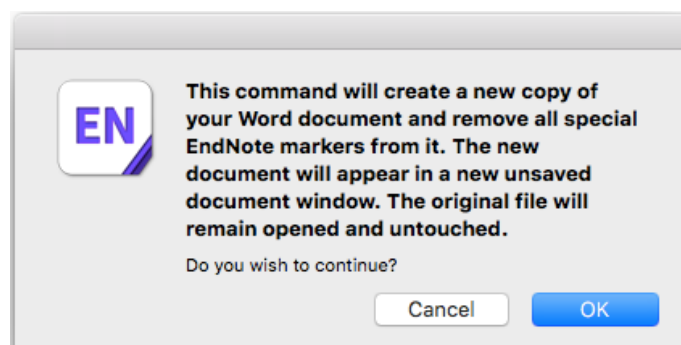 EN
This command will create a new copy of
your Word document and remove all special
EndNote markers from it. The new
document will appear in a new unsaved
document window. The original file will
remain opened and untouched.
Do you wish to continue?
Cancel OK